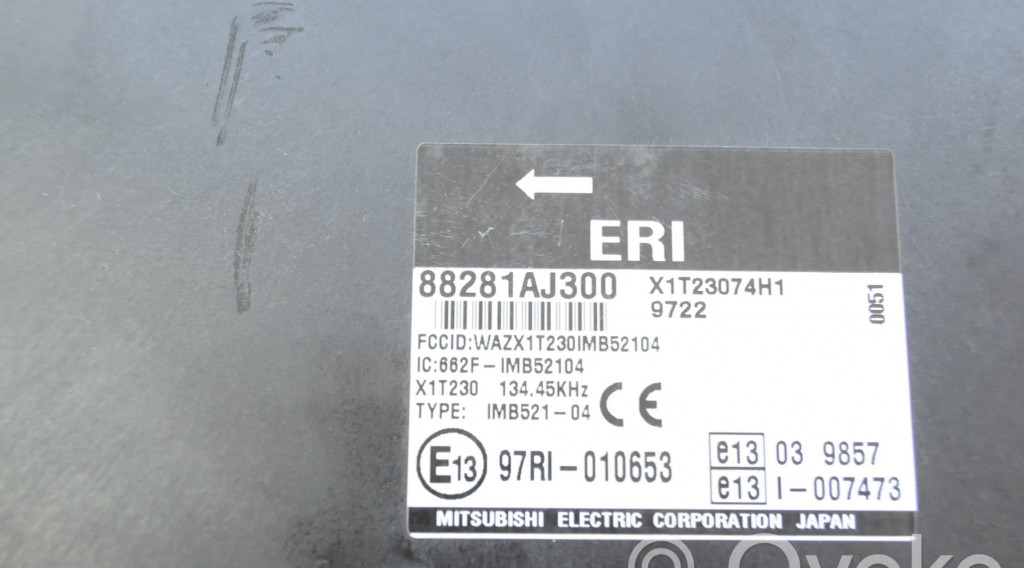 ERI
88281AJ300 X1T23074H1
9722
0051
FCCID:WAZX1T230IMB52104
IC:662F-IMB52104
X1T230 134.45KHz
TYPE: IMB521-04 CE
E13 97RI-010653
e13 03 9857
e13 I-007473
MITSUBISHI ELECTRIC CORPORATION JAPAN